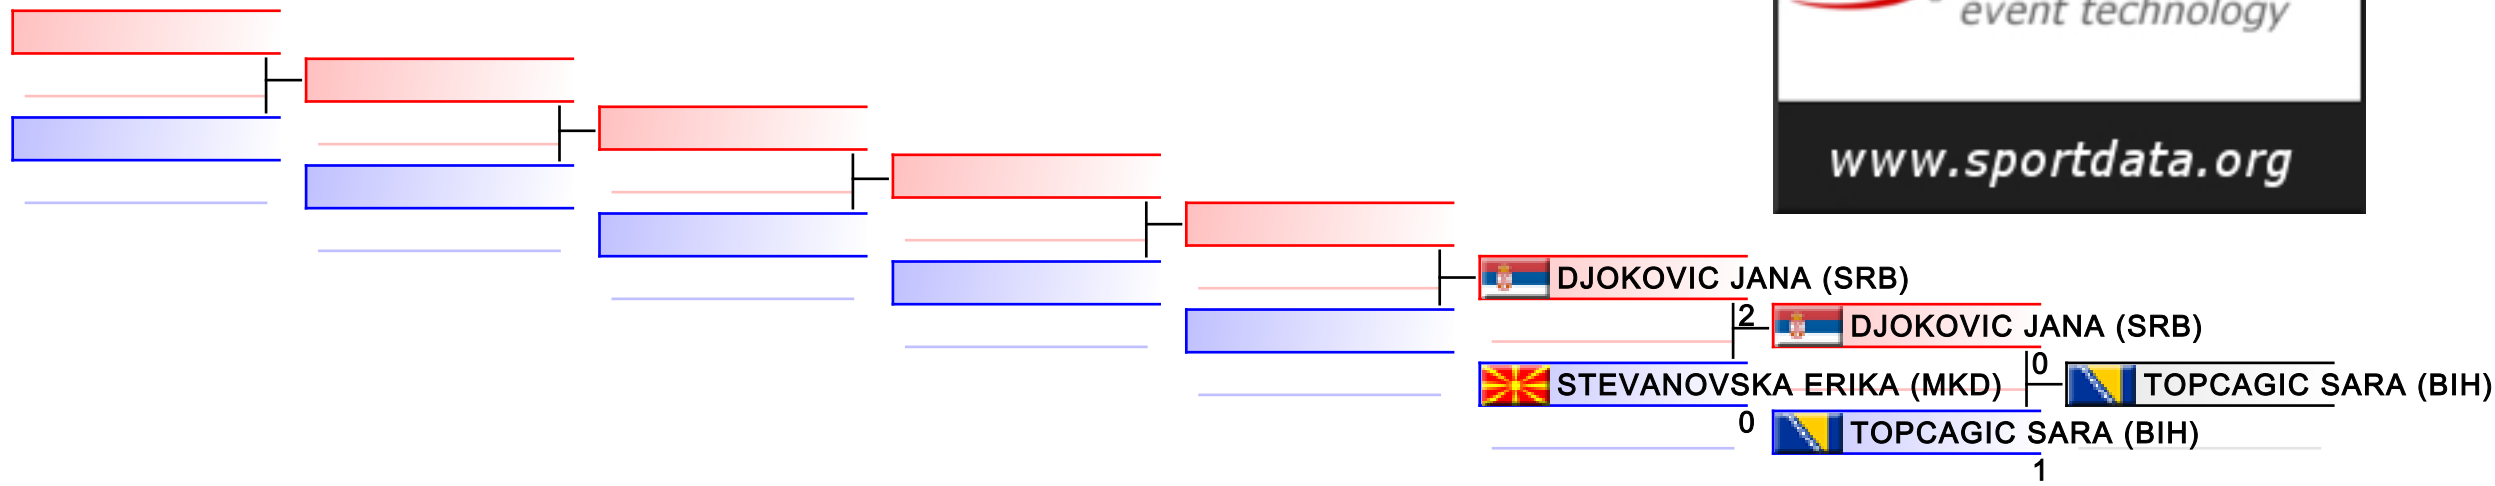 event technology
www.sportdata.org
DJOKOVIC JANA (SRB)
2
DJOKOVIC JANA (SRB)
0
STEVANOVSKA ERIKA (MKD)
TOPCAGIC SARA (BIH)
0
TOPCAGIC SARA (BIH)
1